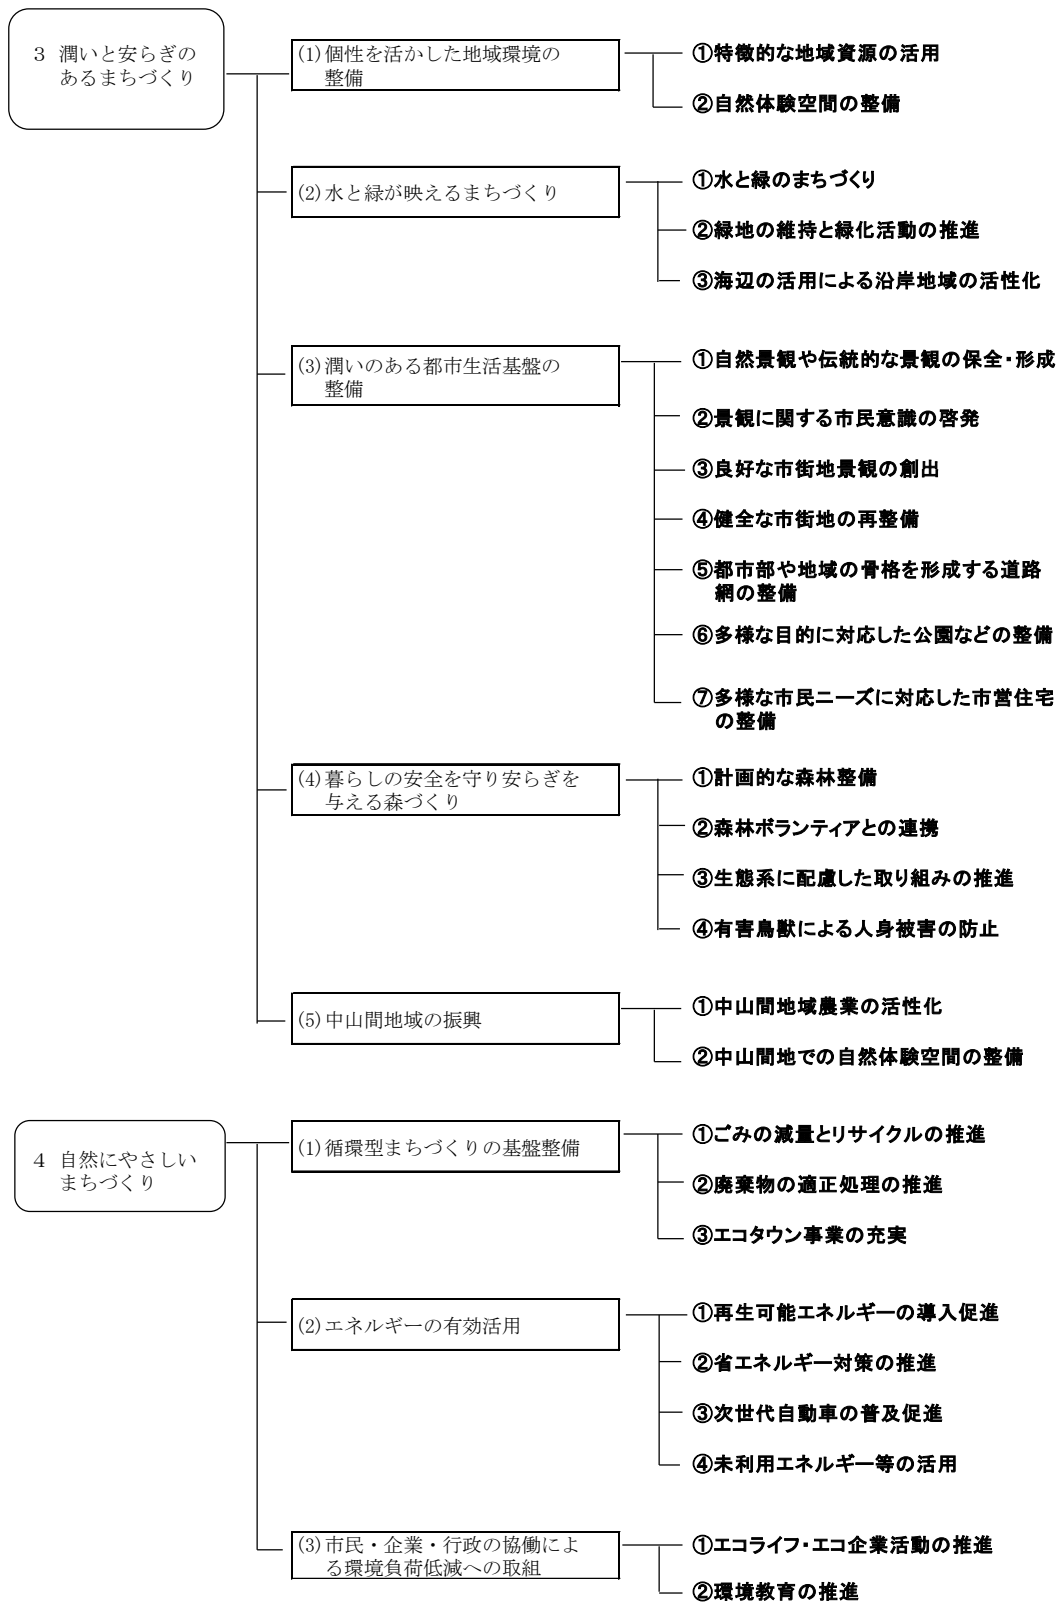 3 潤いと安らぎの
あるまちづくり
(1)個性を活かした地域環境の
整備
①特徴的な地域資源の活用
②自然体験空間の整備
(2)水と緑が映えるまちづくり
①水と緑のまちづくり
②緑地の維持と緑化活動の推進
③海辺の活用による沿岸地域の活性化
(3)潤いのある都市生活基盤の
整備
①自然景観や伝統的な景観の保全・形成
②景観に関する市民意識の啓発
③良好な市街地景観の創出
④健全な市街地の再整備
⑤都市部や地域の骨格を形成する道路
網の整備
⑥多様な目的に対応した公園などの整備
⑦多様な市民ニーズに対応した市営住宅
の整備
(4)暮らしの安全を守り安らぎを
与える森づくり
①計画的な森林整備
②森林ボランティアとの連携
③生態系に配慮した取り組みの推進
④有害鳥獣による人身被害の防止
(5)中山間地域の振興
①中山間地域農業の活性化
②中山間地での自然体験空間の整備
4 自然にやさしい
まちづくり
(1)循環型まちづくりの基盤整備
①ごみの減量とリサイクルの推進
②廃棄物の適正処理の推進
③エコタウン事業の充実
(2)エネルギーの有効活用
①再生可能エネルギーの導入促進
②省エネルギー対策の推進
③次世代自動車の普及促進
④未利用エネルギー等の活用
(3)市民・企業・行政の協働によ
る環境負荷低減への取組
①エコライフ・エコ企業活動の推進
②環境教育の推進